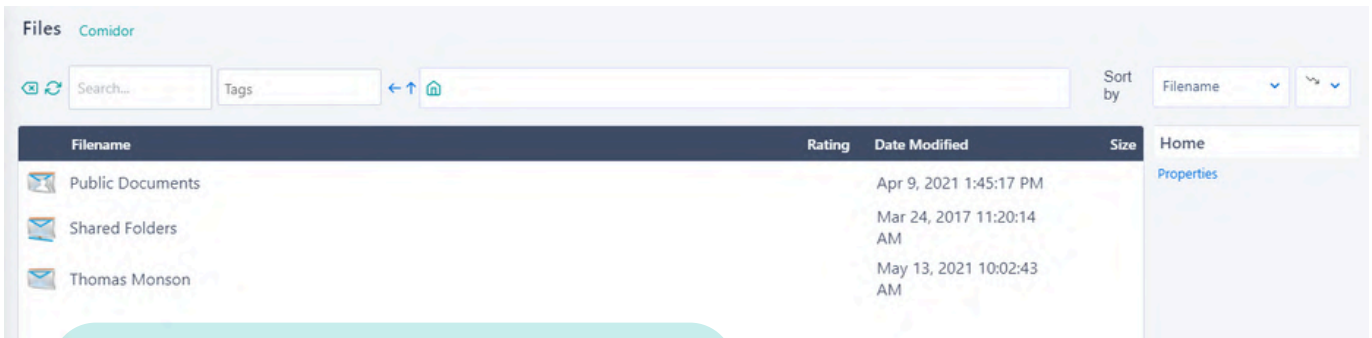 Files Comidor
Search... Tags Sort by Filename
Filename Rating Date Modified Size Home
Public Documents Apr 9, 2021 1:45:17 PM Properties
Shared Folders Mar 24, 2017 11:20:14 AM
Thomas Monson May 13, 2021 10:02:43 AM